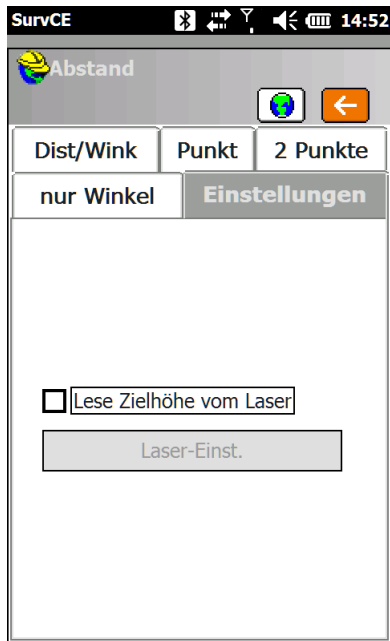 SurvCE 14:52
Abstand
Dist/Wink Punkt 2 Punkte
nur Winkel Einstellungen
Lese Zielhöhe vom Laser
Laser-Einst.